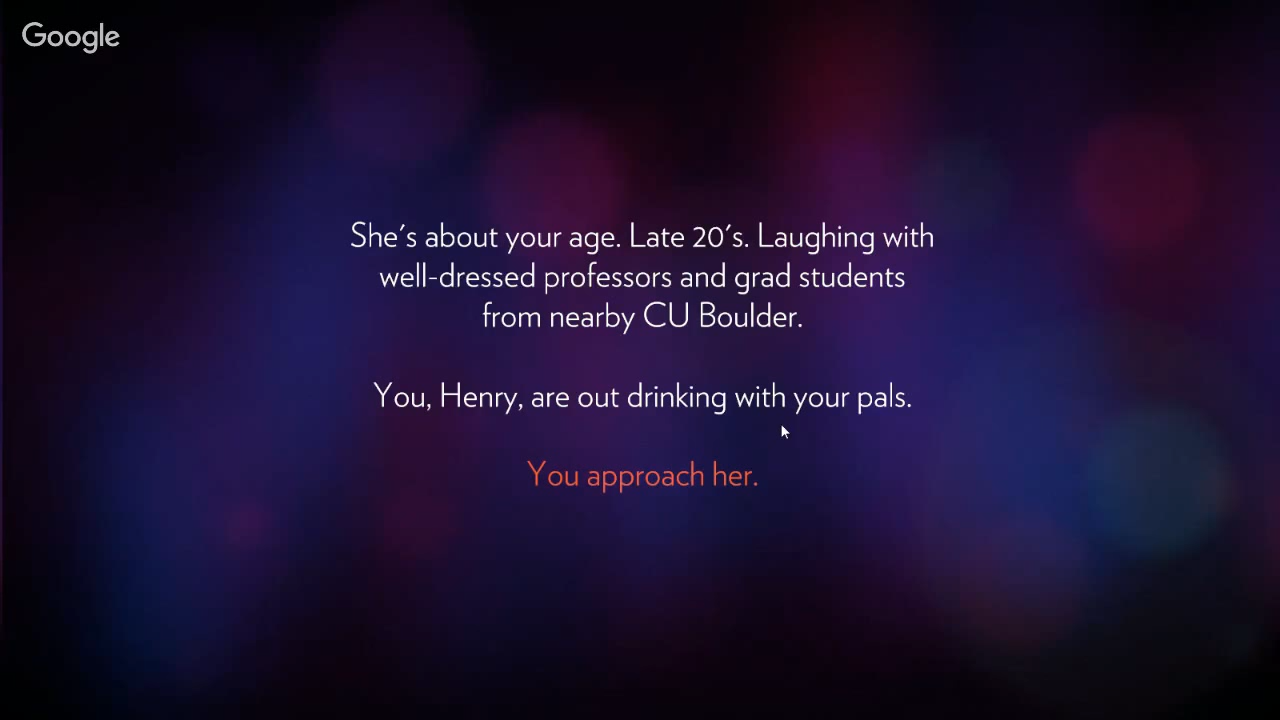 Google
She's about your age. Late 20's. Laughing with
well-dressed professors and grad students
from nearby CU Boulder.
You, Henry, are out drinking with your pals.
You approach her.